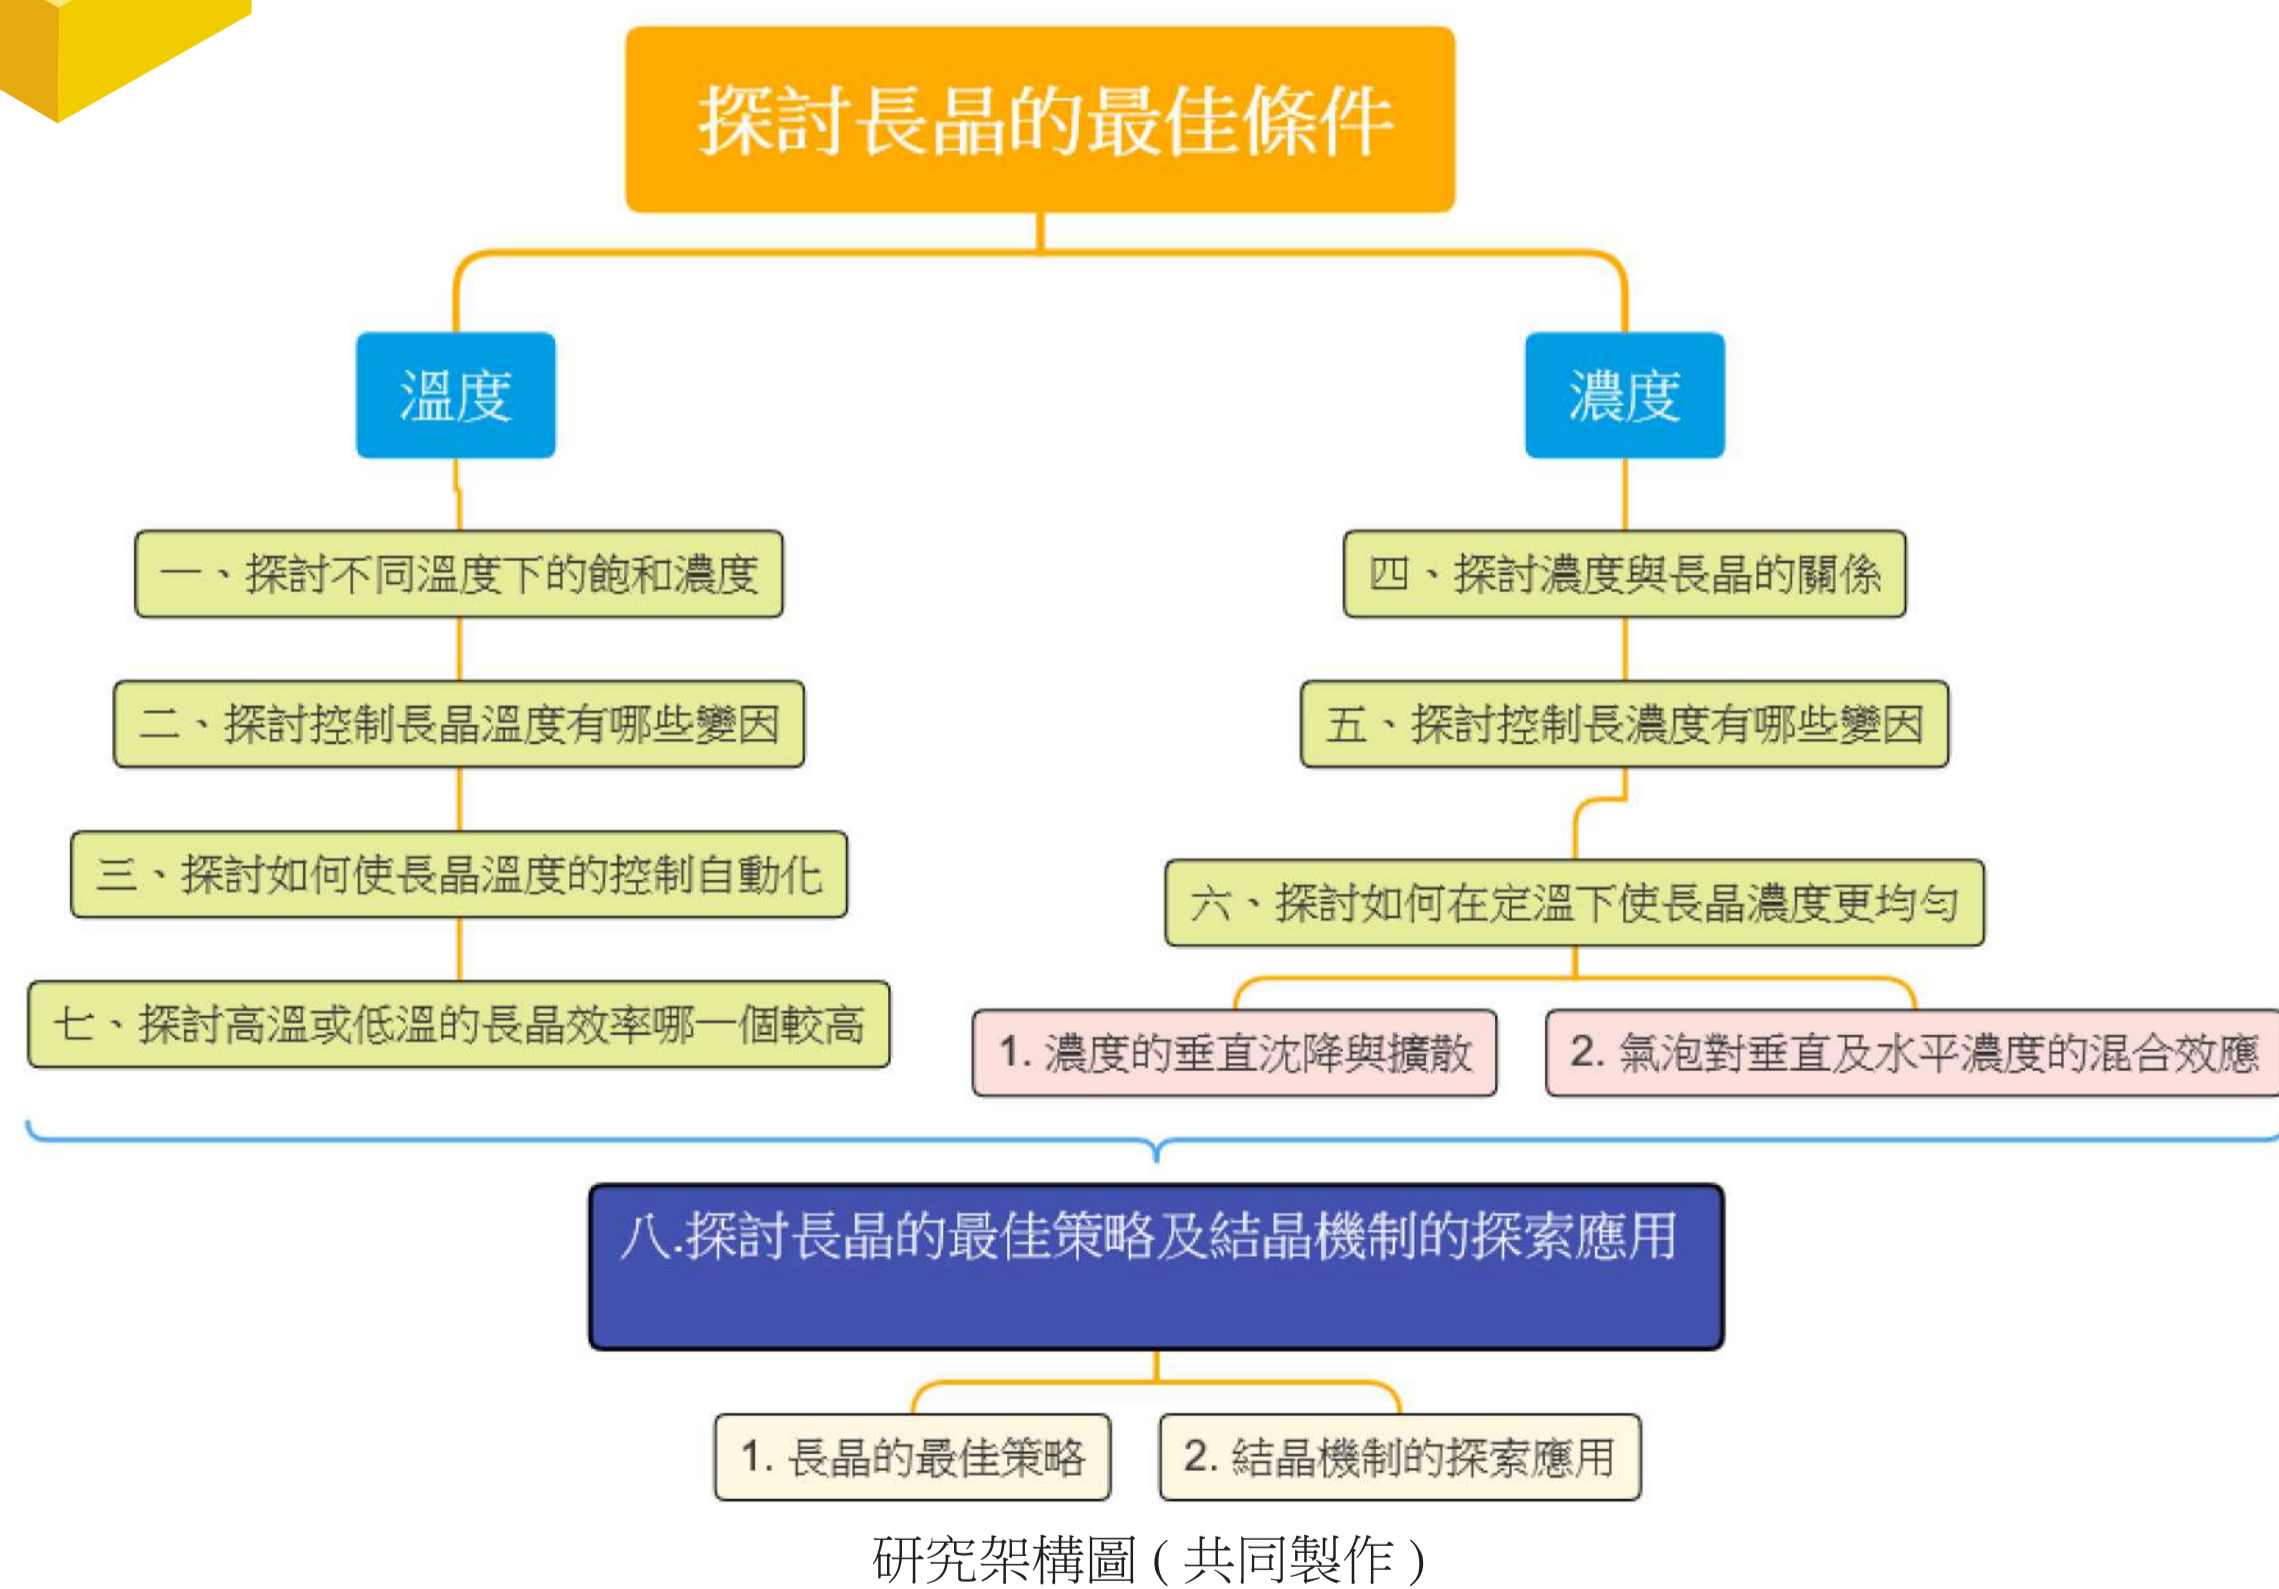 探討長晶的最佳條件
溫度
濃度
一、探討不同溫度下的飽和濃度
二、探討控制長晶溫度有哪些變因
三、探討如何使長晶溫度的控制自動化
七、探討高溫或低溫的長晶效率哪一個較高
四、探討濃度與長晶的關係
五、探討控制長濃度有哪些變因
六、探討如何在定溫下使長晶濃度更均勻
1. 濃度的垂直沈降與擴散
2. 氣泡對垂直及水平濃度的混合效應
八.探討長晶的最佳策略及結晶機制的探索應用
1. 長晶的最佳策略
2. 結晶機制的探索應用
研究架構圖 ( 共同製作 )